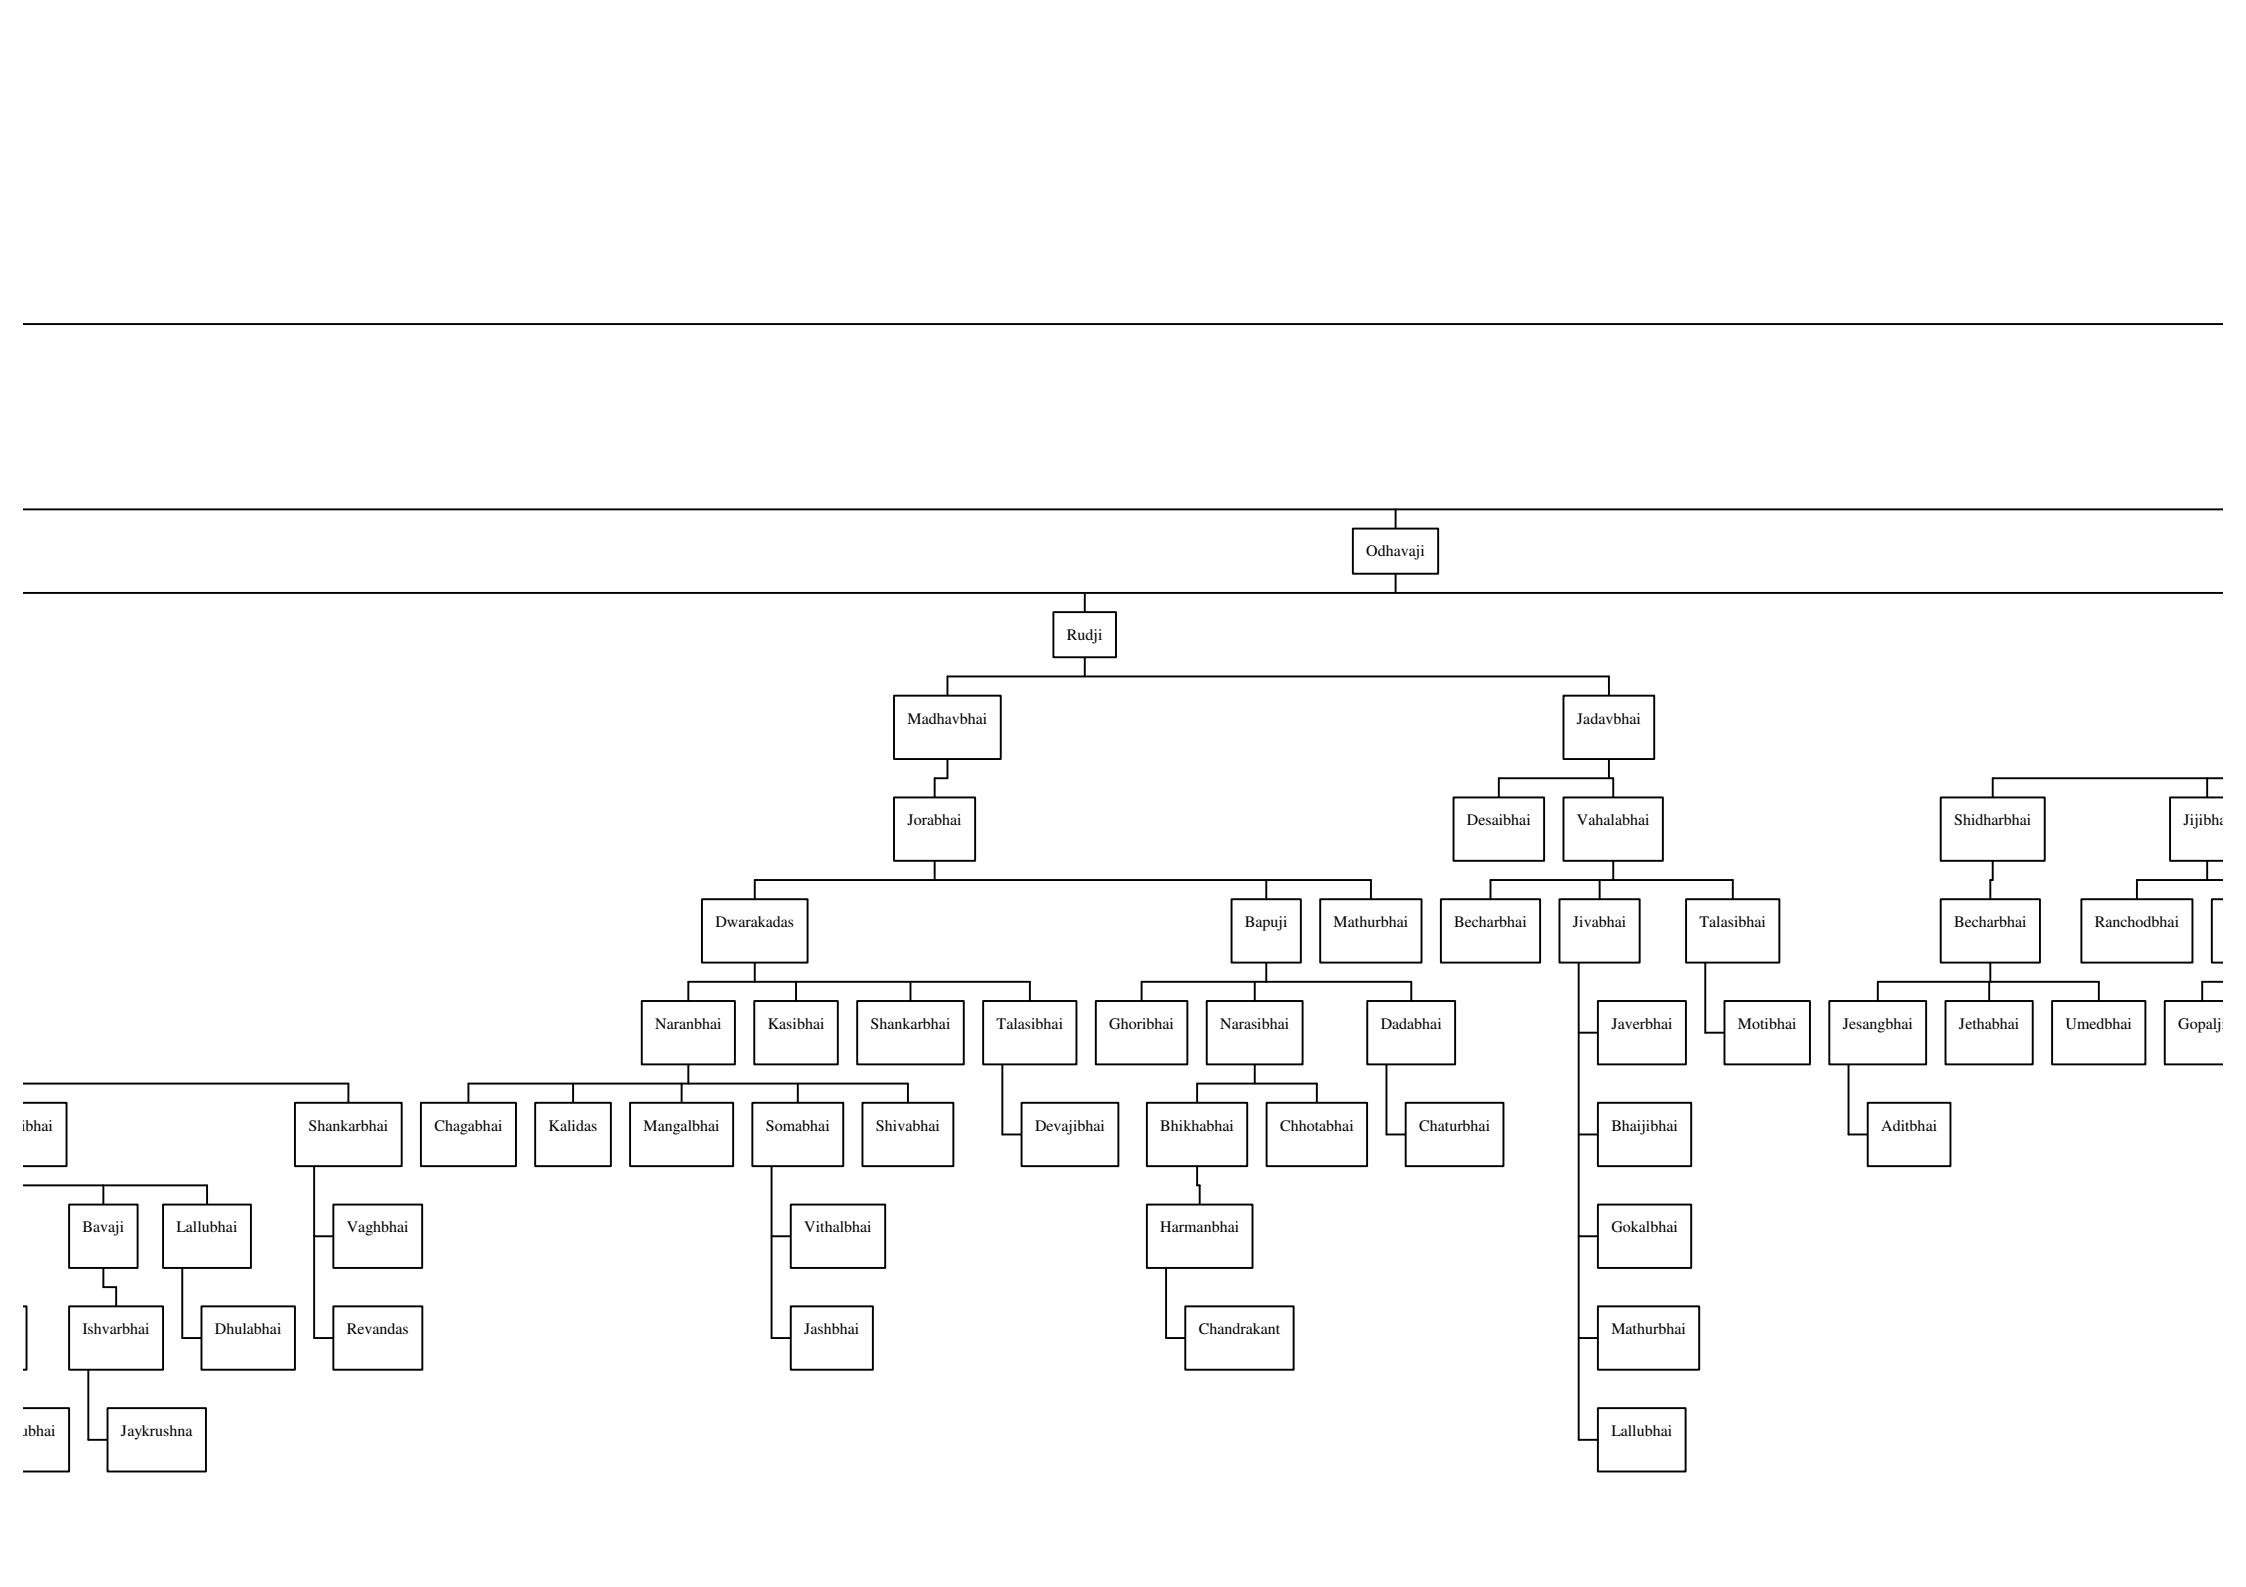 Odhavaji
Rudji
Madhavbhai
Jadavbhai
Jorabhai
Desaibhai
Vahalabhai
Shidharbhai
Dwarakadas
Bapuji
Mathurbhai
Becharbhai
Jivabhai
Talasibhai
Becharbhai
Ranchodbhai
Naranbhai
Kasibhai
Shankarbhai
Talasibhai
Ghoribhai
Narasibhai
Dadabhai
Javerbhai
Motibhai
Jesangbhai
Jethabhai
Umedbhai
Shankarbhai
Chagabhai
Kalidas
Mangalbhai
Somabhai
Shivabhai
Devajibhai
Bhikhabhai
Chhotabhai
Chaturbhai
Bhaijibhai
Aditbhai
Bavaji
Lallubhai
Vaghbhai
Vithalbhai
Harmanbhai
Gokalbhai
Ishvarbhai
Dhulabhai
Revandas
Jashbhai
Chandrakant
Mathurbhai
Jaykrushna
Lallubhai